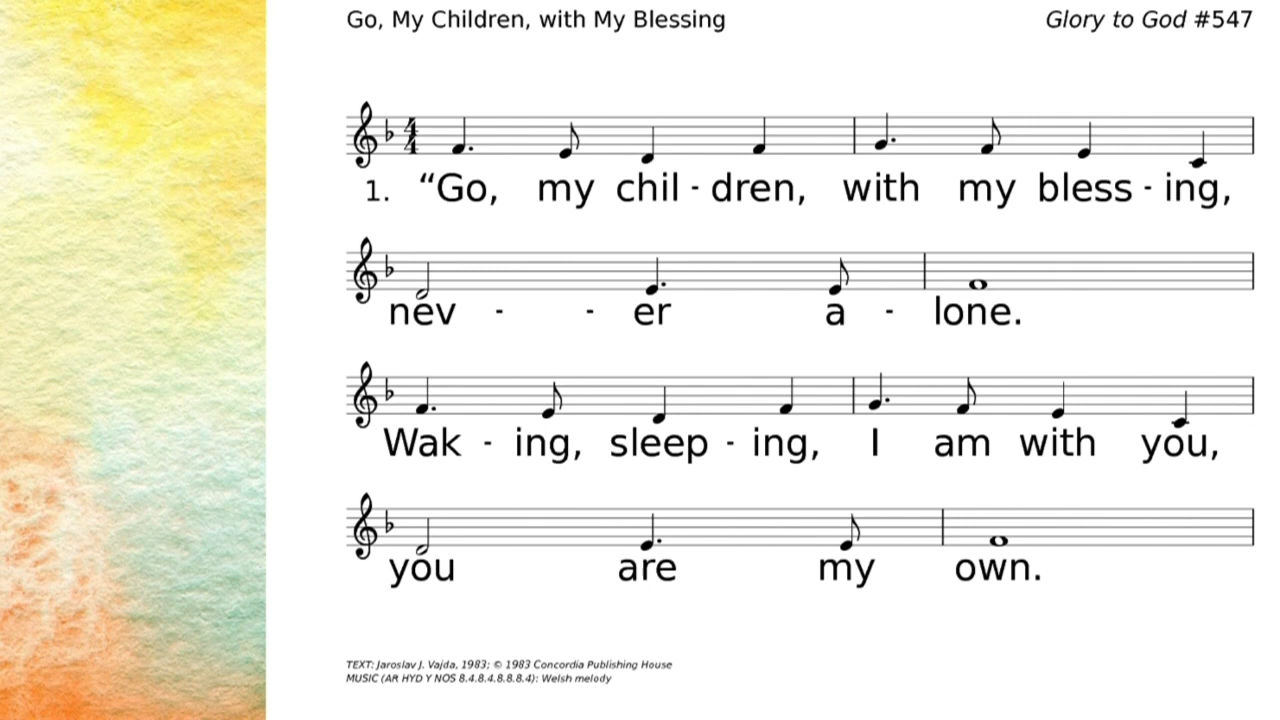 Go, My Children, with My Blessing
Glory to God #547
1. “Go, my chil - dren, with my bless - ing,
nev - - er a - lone.
Wak - ing, sleep - ing, I am with you,
you are my own.
TEXT: Jaroslav J. Vajda, 1983; © 1983 Concordia Publishing House
MUSIC (AR HYD Y NOS 8.4.8.4.8.8.8.4): Welsh melody